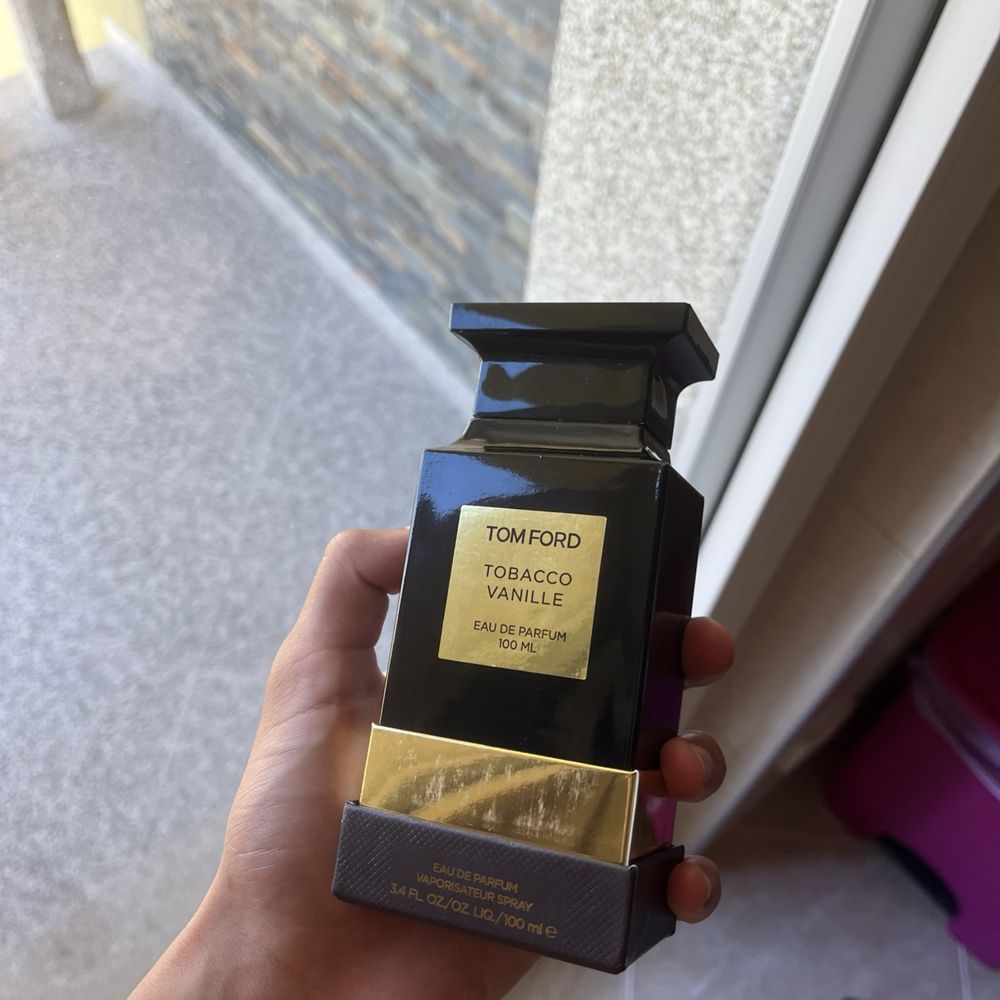 TOM FORD
TOBACCO
VANILLE
EAU DE PARFUM
100 ML
EAU DE PARFUM
VAPORISATEUR SPRAY
3.4 FL. OZ./OZ. LIQ./100 ml e